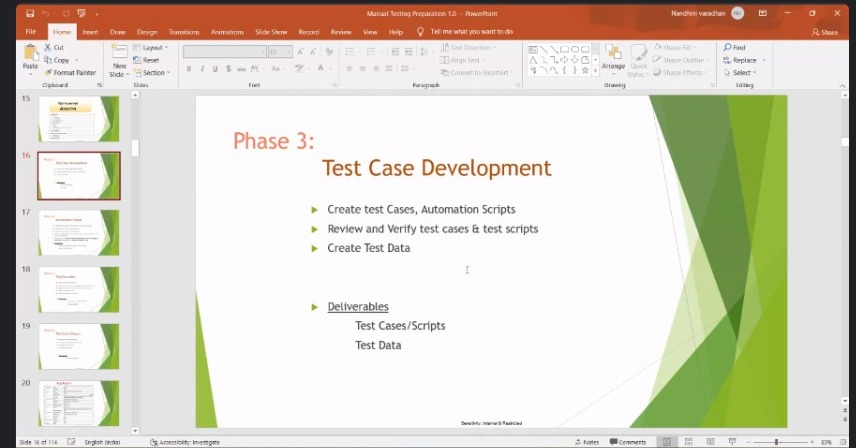 Manual Testing Preparation 1.0 - PowerPoint
Nandhini varadhan
File Home Insert Draw Design Transitions Animations Slide Show Record Review View Help Tell me what you want to do
Share
Cut
Copy
Format Painter
Paste
Clipboard
New
Slide
Layout
Reset
Section
Slides
Font
Text Direction
Align Text
Convert to SmartArt
Paragraph
Arrange
Quick
Styles
Shape Fill
Shape Outline
Shape Effects
Drawing
Find
Replace
Select
Editing
15
16
17
18
19
20
Phase 3:
Test Case Development
Create test Cases, Automation Scripts
Review and Verify test cases & test scripts
Create Test Data
Deliverables
Test Cases/Scripts
Test Data
Sensitivity: Internal & Restricted
Slide 16 of 114
English (India)
Accessibility: Investigate
Notes
Comments
83%